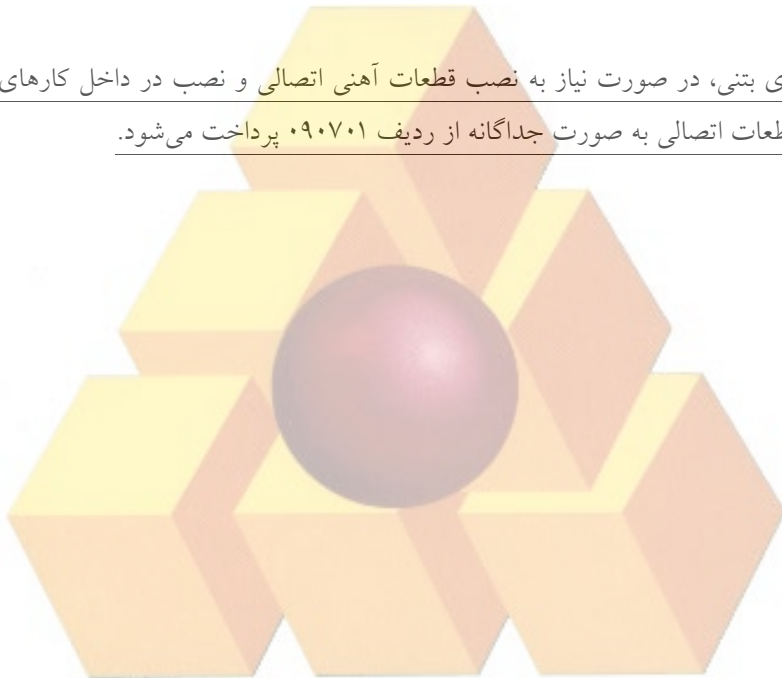 ی بتنی، در صورت نیاز به نصب قطعات آهنی اتصالی و نصب در داخل کارهای
طعات اتصالی به صورت جداگانه از ردیف ۰۹۰۷۰۱ پرداخت می‌شود.